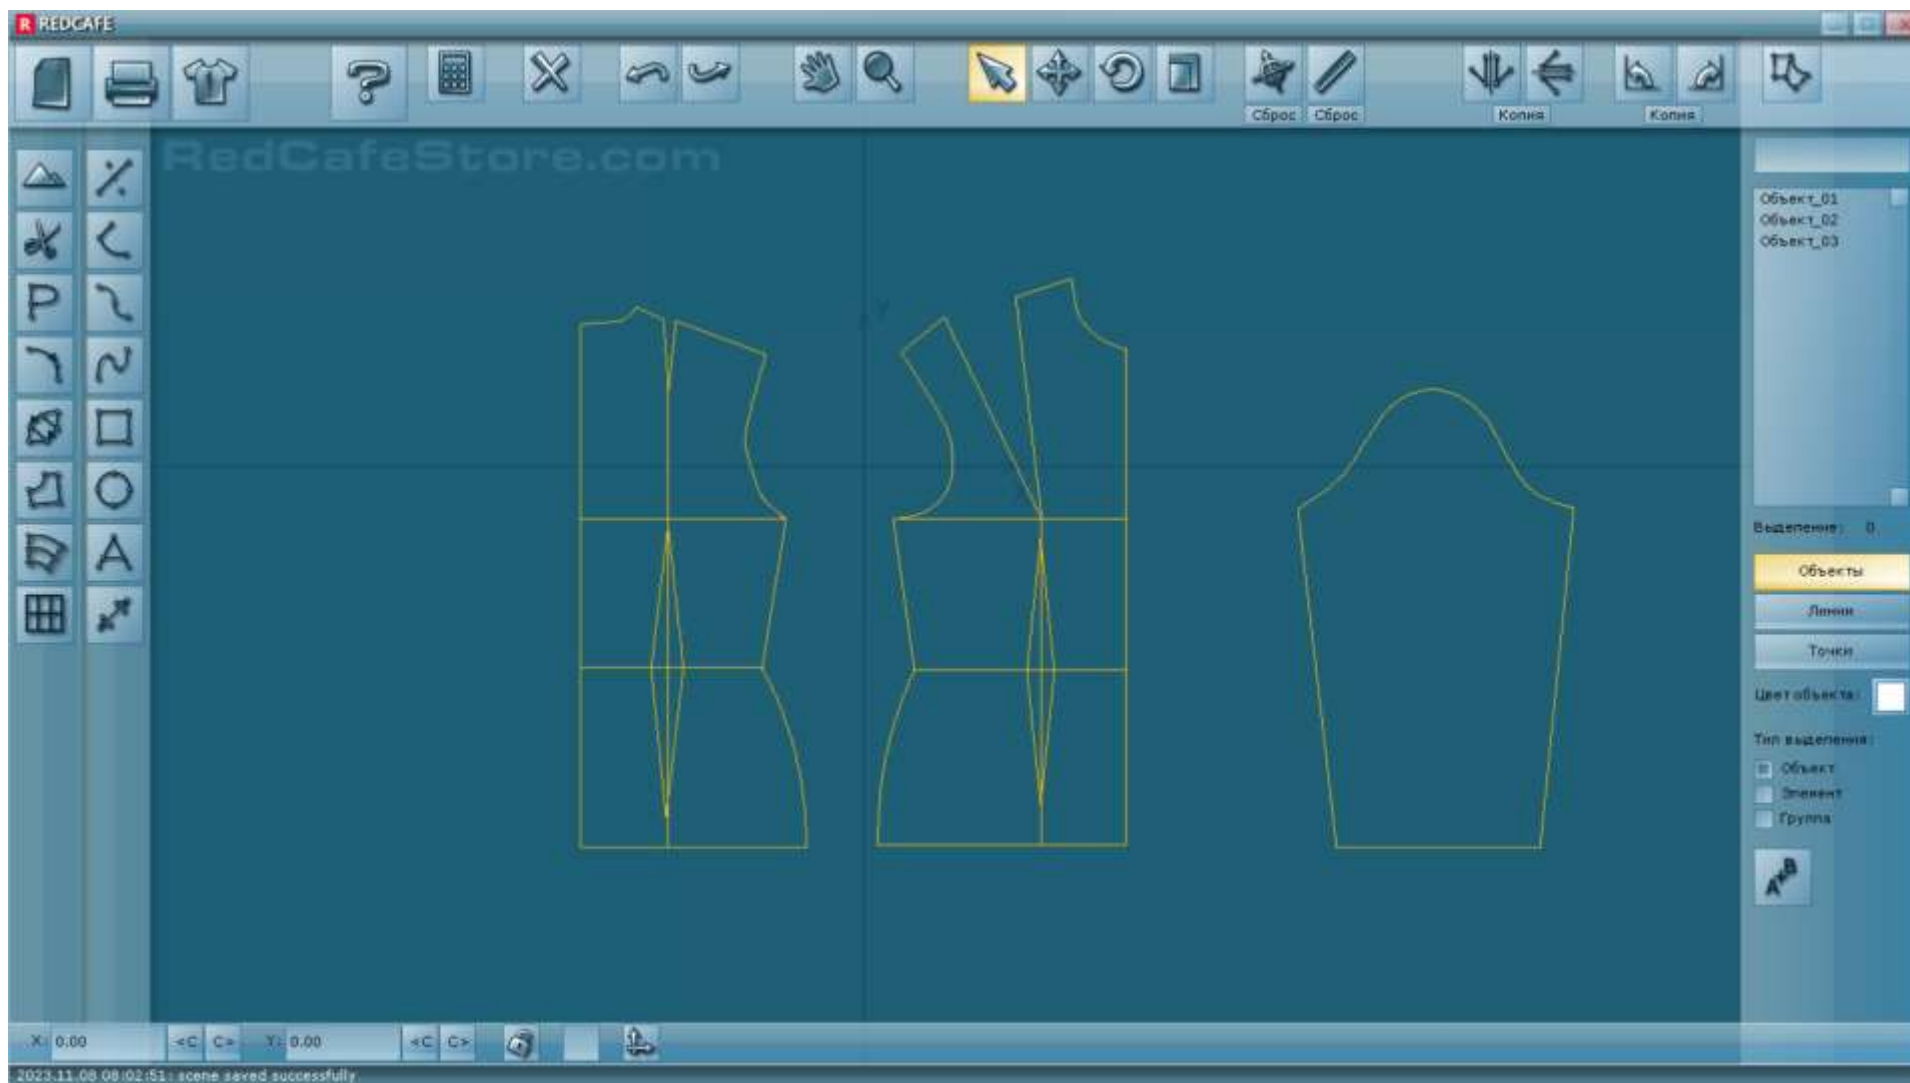 R REDCAFE
Сброс Сброс Копия Копия
RedCafeStore.com
Объект_01
Объект_02
Объект_03
Y
X
Выделение: 0
Объекты
Линии
Точки
Цвет объекта:
Тип выделения:
Объект
Элемент
Группа
A×B
X: 0.00 <C C> Y: 0.00 <C C>
2023.11.08 08:02:51: scene saved successfully